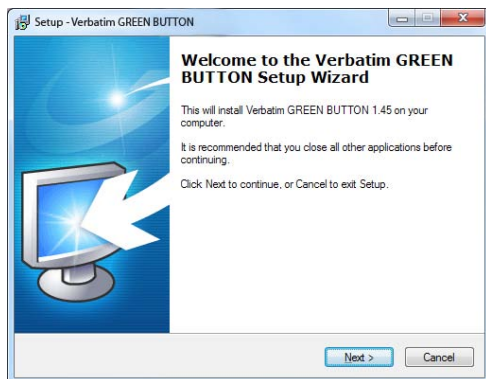 Setup - Verbatim GREEN BUTTON
Welcome to the Verbatim GREEN
BUTTON Setup Wizard
This will install Verbatim GREEN BUTTON 1.45 on your
computer.
It is recommended that you close all other applications before
continuing.
Click Next to continue, or Cancel to exit Setup.
Next >
Cancel